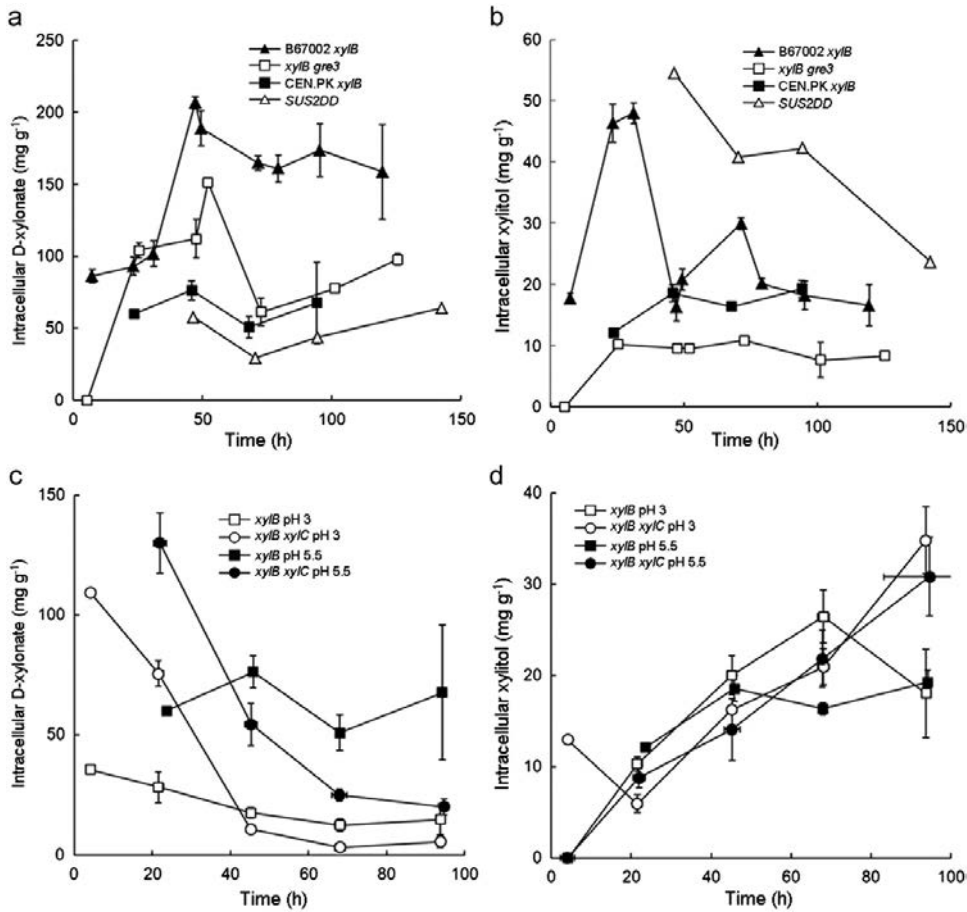 a
250
200
150
100
50
0
Intracellular D-xylonate (mg g⁻¹)
B67002 xylB
xylB gre3
CEN.PK xylB
SUS2DD
0 50 100 150
Time (h)
b
60
50
40
30
20
10
0
Intracellular xylitol (mg g⁻¹)
B67002 xylB
xylB gre3
CEN.PK xylB
SUS2DD
0 50 100 150
Time (h)
c
150
100
50
0
Intracellular D-xylonate (mg g⁻¹)
xylB pH 3
xylB xylC pH 3
xylB pH 5.5
xylB xylC pH 5.5
0 20 40 60 80 100
Time (h)
d
40
30
20
10
0
Intracellular xylitol (mg g⁻¹)
xylB pH 3
xylB xylC pH 3
xylB pH 5.5
xylB xylC pH 5.5
0 20 40 60 80 100
Time (h)